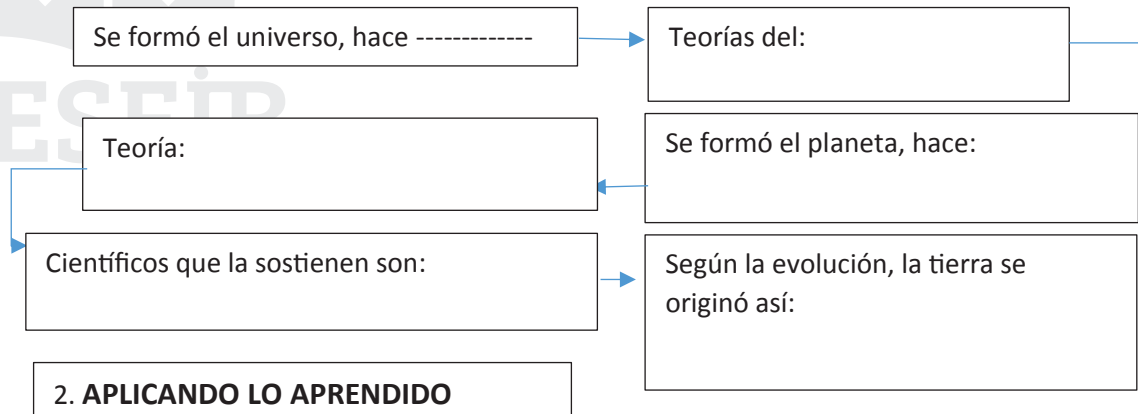 Se formó el universo, hace -------------
Teorías del:
ESEİP
Teoría:
Se formó el planeta, hace:
Científicos que la sostienen son:
Según la evolución, la tierra se
originó así:
2. APLICANDO LO APRENDIDO